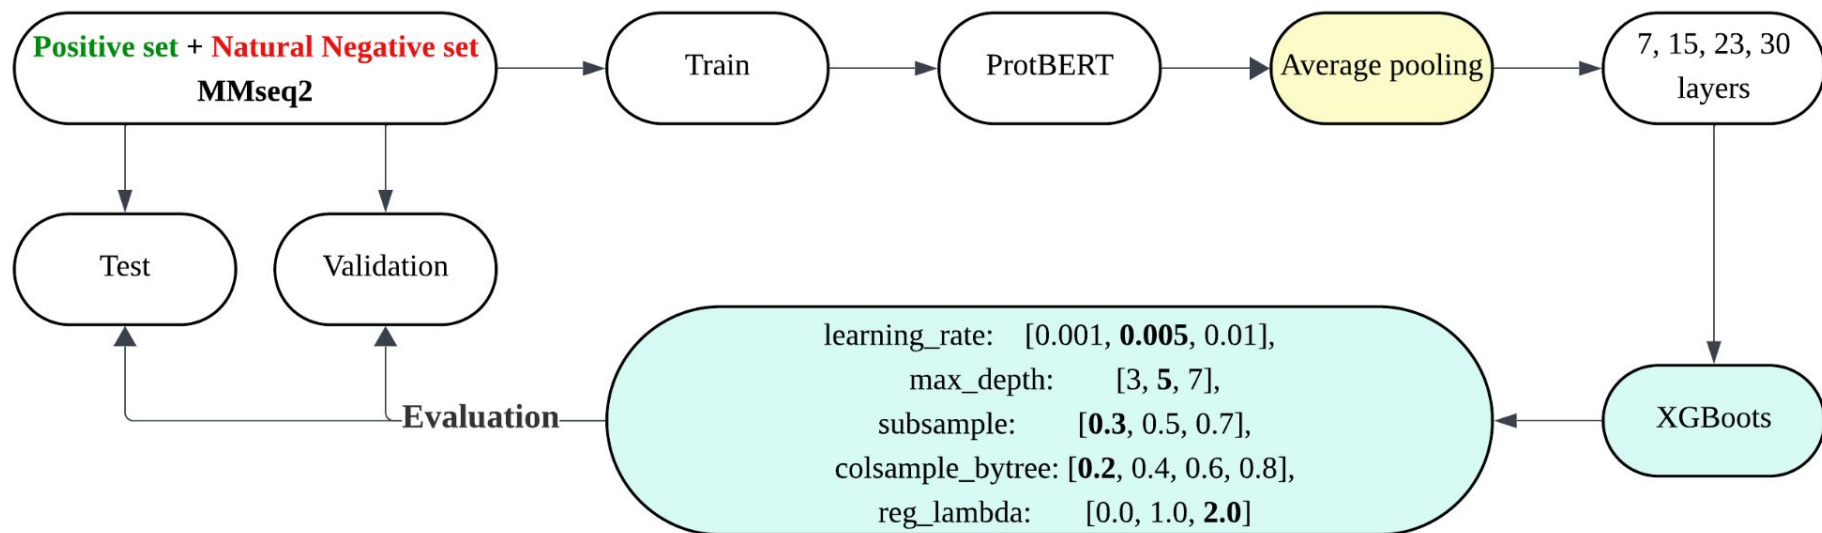 Positive set + Natural Negative set
MMseq2
Train
ProtBERT
Average pooling
7, 15, 23, 30
layers
Test
Validation
learning_rate: [0.001, 0.005, 0.01],
max_depth: [3, 5, 7],
subsample: [0.3, 0.5, 0.7],
colsample_bytree: [0.2, 0.4, 0.6, 0.8],
reg_lambda: [0.0, 1.0, 2.0]
Evaluation
XGBoots